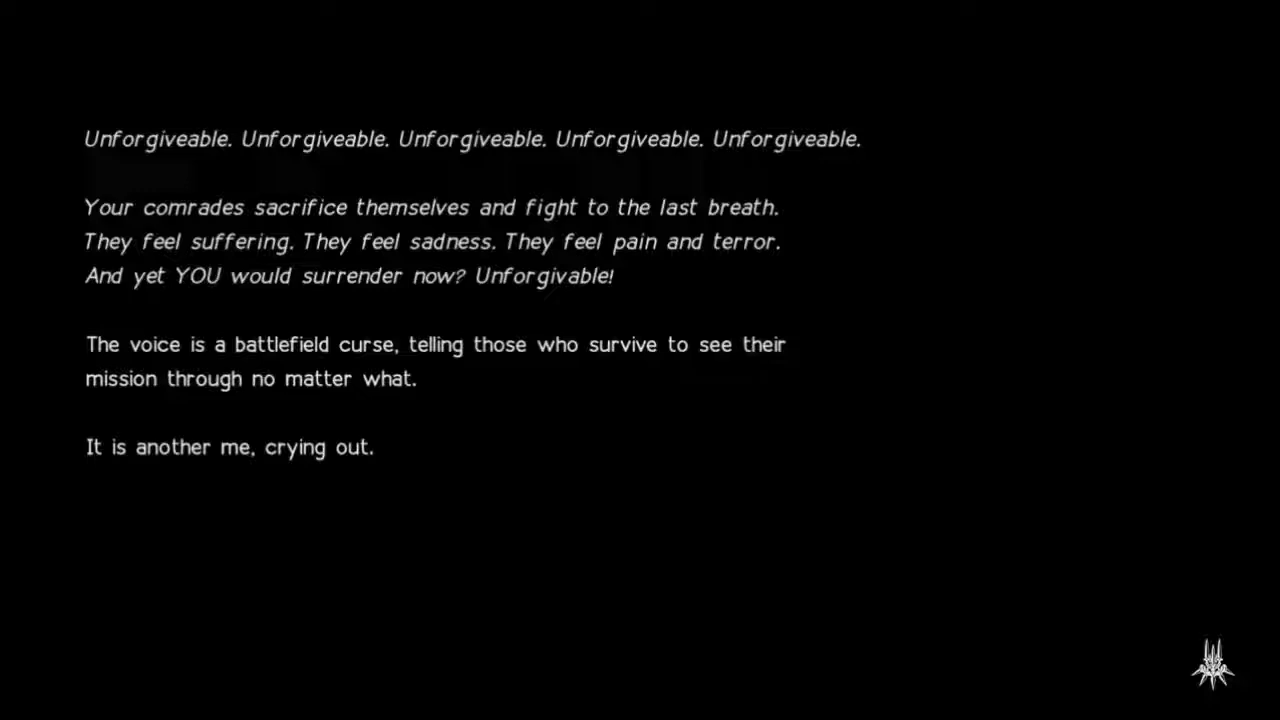 Unforgiveable. Unforgiveable. Unforgiveable. Unforgiveable. Unforgiveable.
Your comrades sacrifice themselves and fight to the last breath.
They feel suffering. They feel sadness. They feel pain and terror.
And yet YOU would surrender now? Unforgivable!
The voice is a battlefield curse, telling those who survive to see their
mission through no matter what.
It is another me, crying out.